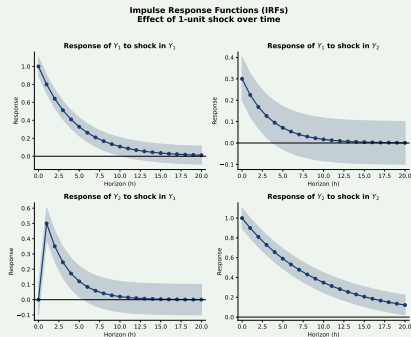 Impulse Response Functions (IRFs)
Effect of 1-unit shock over time
Response of Y₁ to shock in Y₁
Response of Y₁ to shock in Y₂
1.0
0.8
0.6
0.4
0.2
0.0
Response
0.0 2.5 5.0 7.5 10.0 12.5 15.0 17.5 20.0
Horizon (h)
0.4
0.3
0.2
0.1
0.0
−0.1
Response
0.0 2.5 5.0 7.5 10.0 12.5 15.0 17.5 20.0
Horizon (h)
Response of Y₂ to shock in Y₁
Response of Y₂ to shock in Y₂
0.6
0.5
0.4
0.3
0.2
0.1
0.0
−0.1
Response
0.0 2.5 5.0 7.5 10.0 12.5 15.0 17.5 20.0
Horizon (h)
1.0
0.8
0.6
0.4
0.2
0.0
Response
0.0 2.5 5.0 7.5 10.0 12.5 15.0 17.5 20.0
Horizon (h)